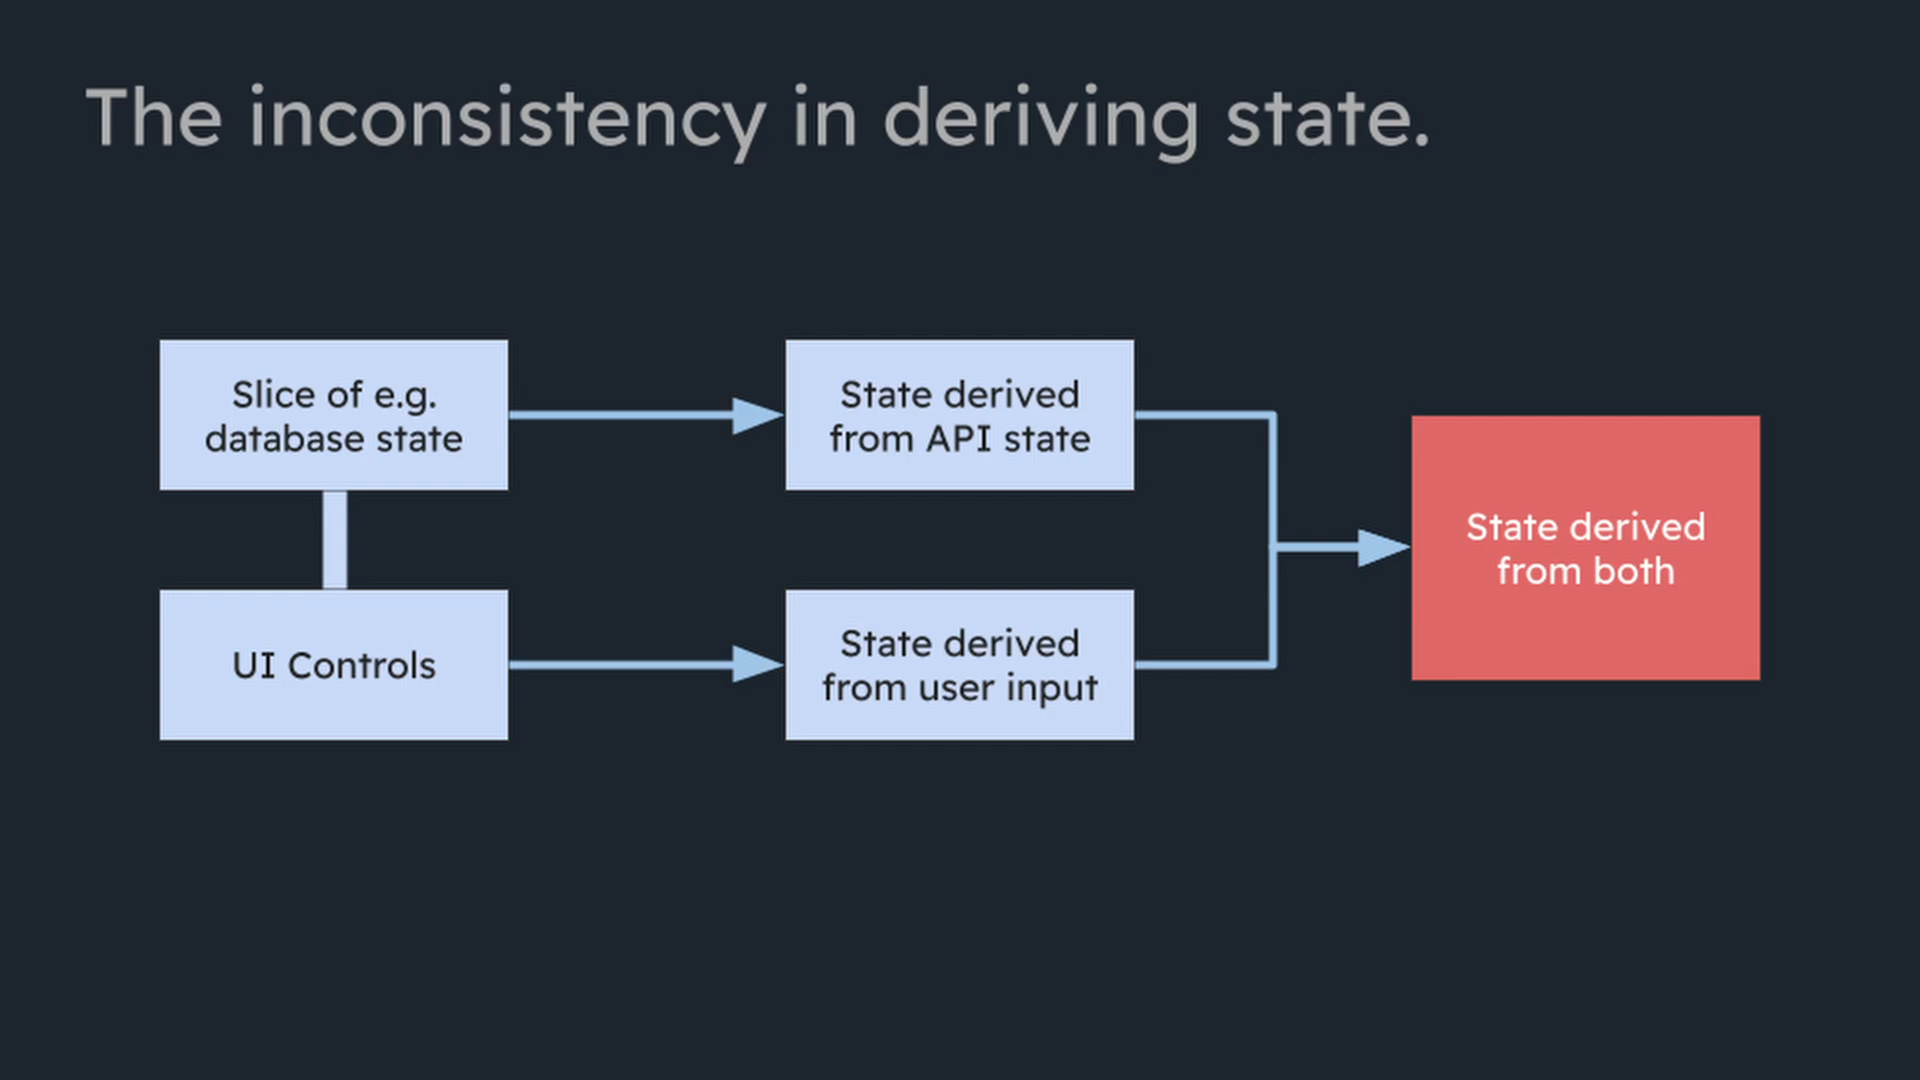 The inconsistency in deriving state.
Slice of e.g.
database state
State derived
from API state
State derived
from both
UI Controls
State derived
from user input